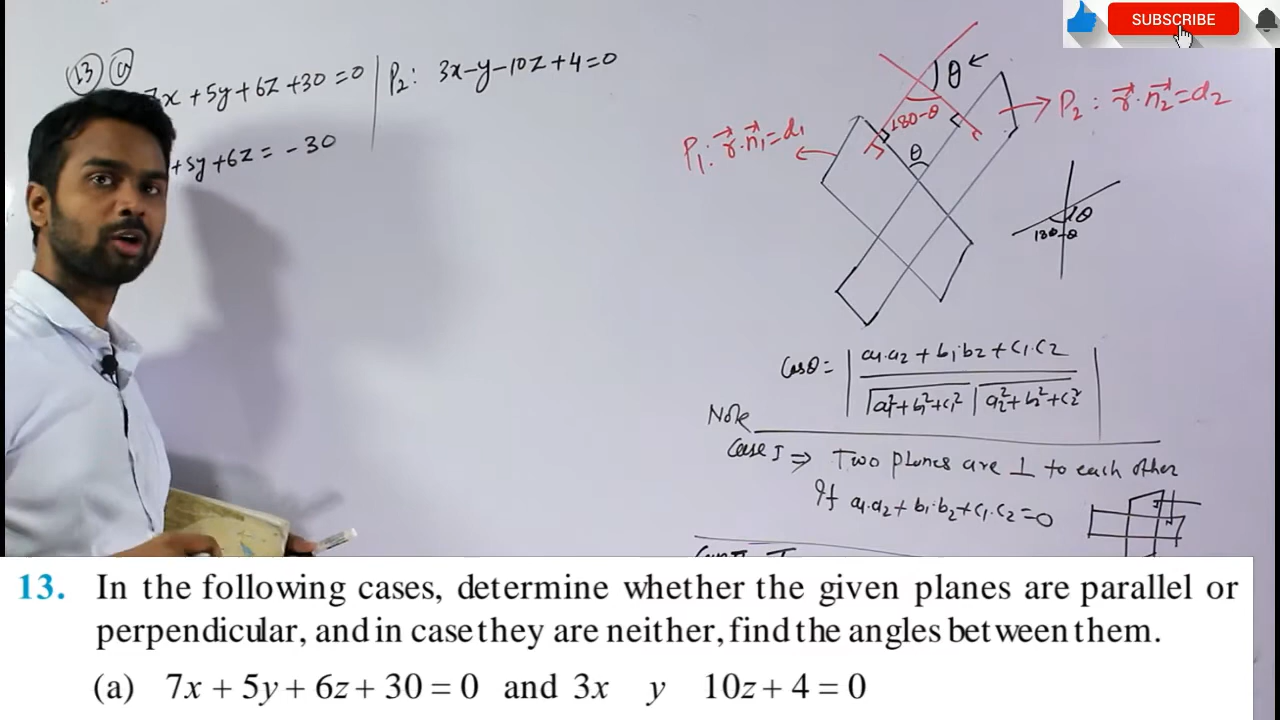 SUBSCRIBE
13 a
7x + 5y + 6z + 30 = 0
P2 : 3x - y - 10z + 4 = 0
+ 5y + 6z = - 30
θ
180-θ
P1 : r⃗. n⃗1 = d1
P2 : r⃗. n⃗2 = d2
θ
θ
180-θ
Cosθ = | a1.a2 + b1.b2 + c1.c2 / √a1²+b1²+c1² √a2²+b2²+c2² |
Note
Case I ⇒ Two planes are ⊥ to each other
If a1.a2 + b1.b2 + c1.c2 = 0
13. In the following cases, determine whether the given planes are parallel or
perpendicular, and in case they are neither, find the angles between them.
(a) 7x + 5y + 6z + 30 = 0 and 3x y 10z + 4 = 0